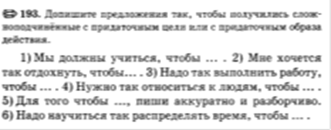 193. Допишите предложения так, чтобы получились слож-
ноподчинённые с придаточным цели или с придаточным образа
действия.
1) Мы должны учиться, чтобы ... . 2) Мне хочется
так отдохнуть, чтобы... . 3) Надо так выполнить работу,
чтобы ... . 4) Нужно так относиться к людям, чтобы ... .
5) Для того чтобы ..., пиши аккуратно и разборчиво.
6) Надо научиться так распределять время, чтобы ... .